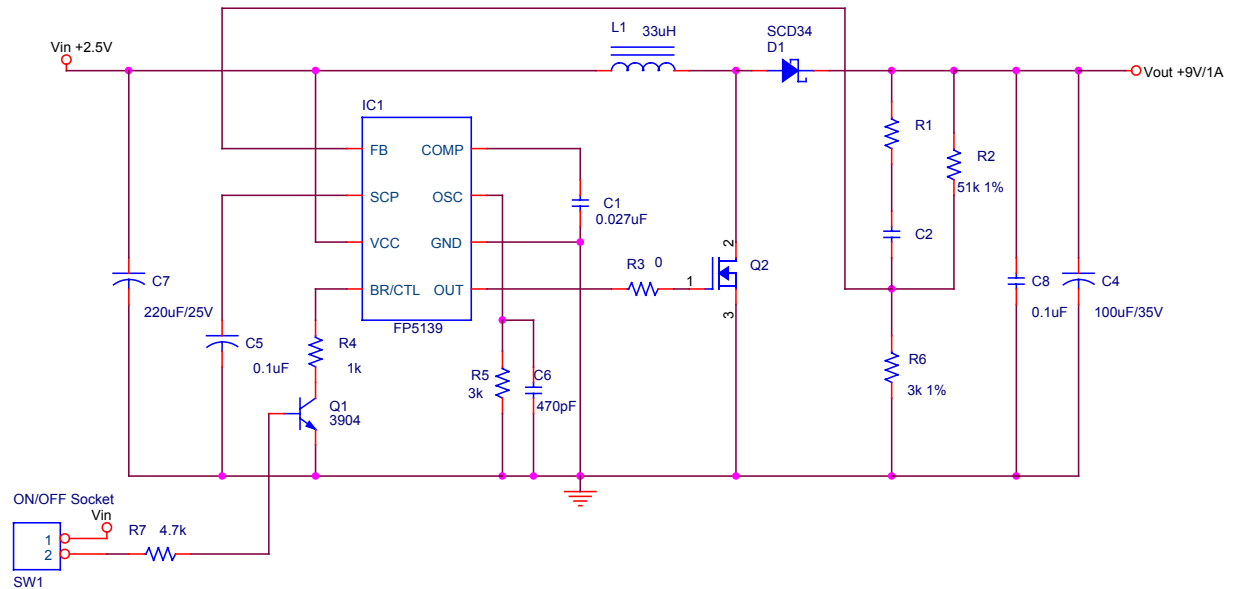 L1 33uH
SCD34
D1
Vin +2.5V
Vout +9V/1A
IC1
FB COMP
SCP OSC
VCC GND
BR/CTL OUT
FP5139
C1
0.027uF
R1
R2
51k 1%
C2
R3 0
1
2
3
Q2
C7
220uF/25V
C5
0.1uF
R4
1k
Q1
3904
R5
3k
C6
470pF
R6
3k 1%
C8
0.1uF
C4
100uF/35V
ON/OFF Socket
Vin
1
2
SW1
R7 4.7k